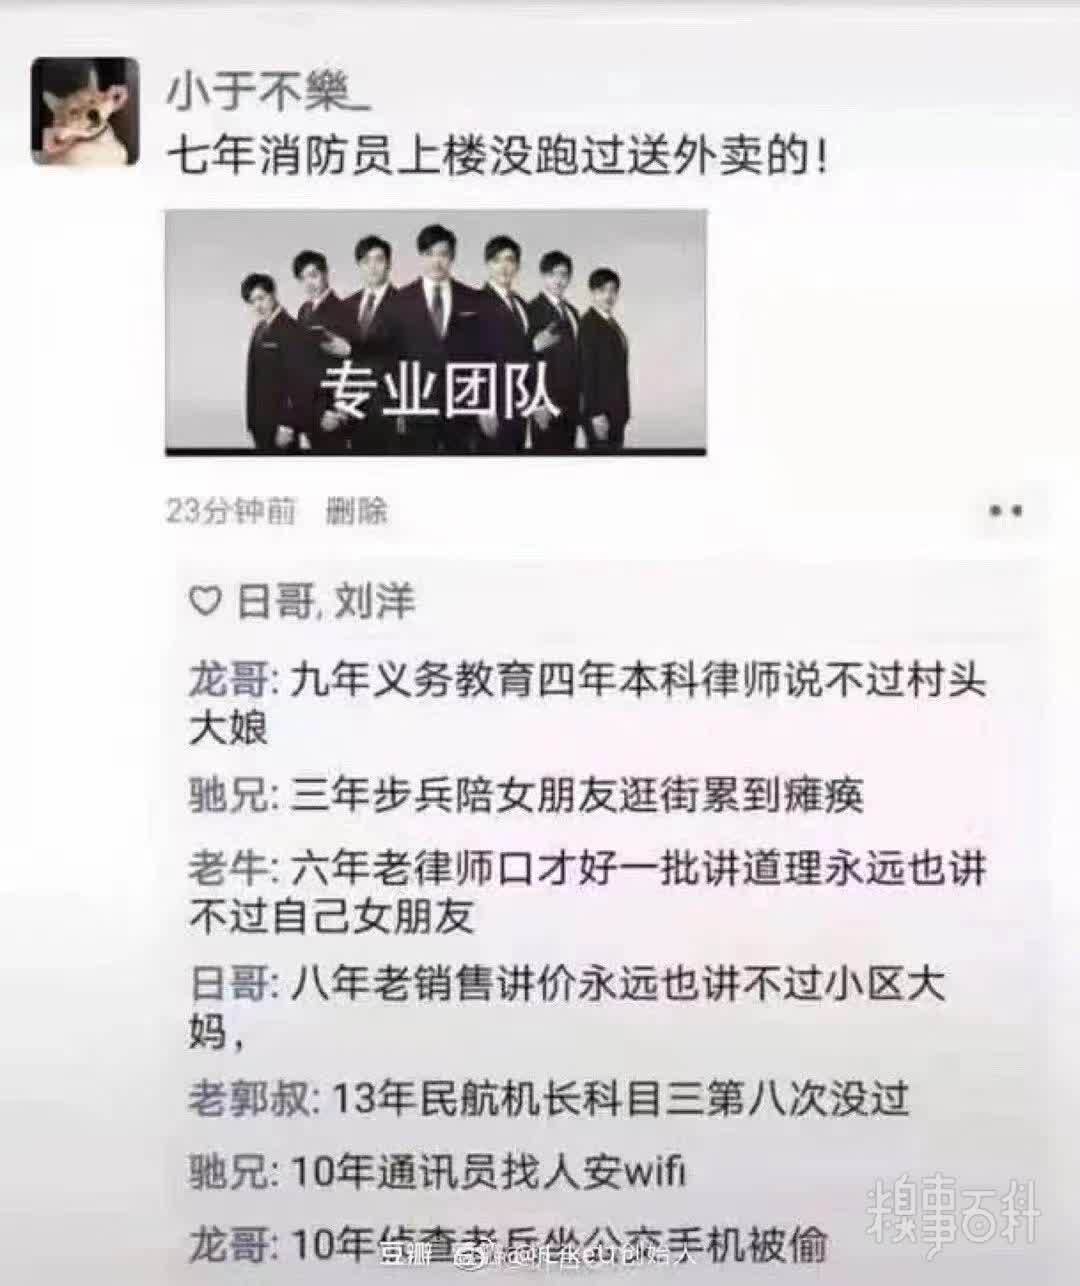 小于不樂_
七年消防员上楼没跑过送外卖的!
专业团队
23分钟前 删除
日哥, 刘洋
龙哥: 九年义务教育四年本科律师说不过村头
大娘
驰兄: 三年步兵陪女朋友逛街累到瘫痪
老牛: 六年老律师口才好一批讲道理永远也讲
不过自己女朋友
日哥: 八年老销售讲价永远也讲不过小区大
妈，
老郭叔: 13年民航机长科目三第八次没过
驰兄: 10年通讯员找人安wifi
糗事百科
龙哥: 10年侦查老兵坐公交手机被偷
豆瓣
创始人